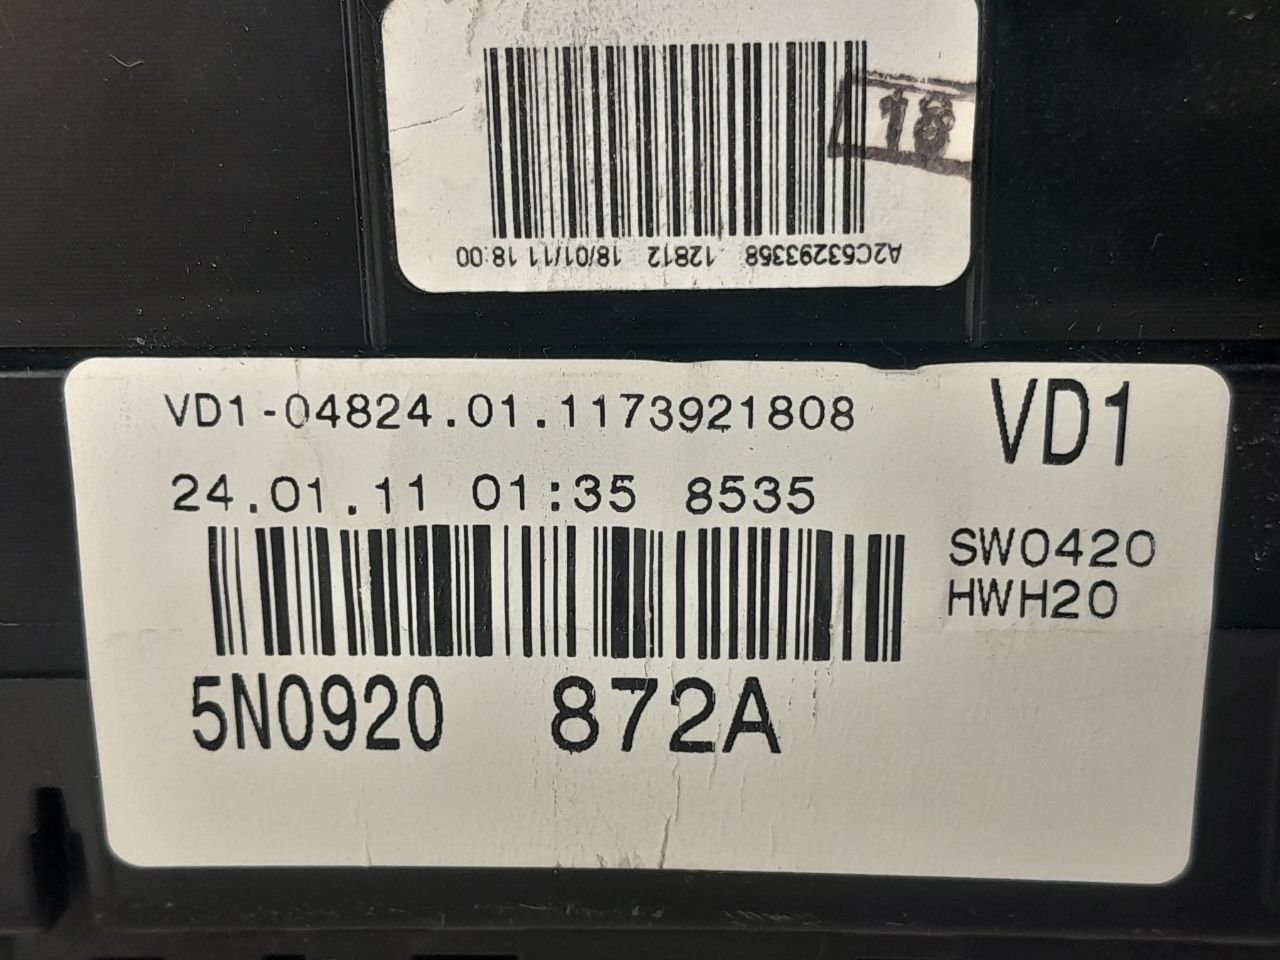 18
A2C53293358 12812 18/01/11 18:00
VD1-04824.01.1173921808
VD1
24.01.11 01:35 8535
SW0420
HWH20
5N0920 872A